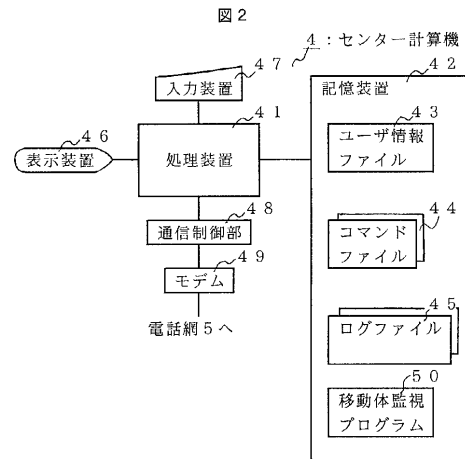 図2
4：センター計算機
47
入力装置
42
記憶装置
41
処理装置
46
表示装置
43
ユーザ情報
ファイル
48
通信制御部
44
コマンド
ファイル
49
モデム
電話網5へ
45
ログファイル
50
移動体監視
プログラム